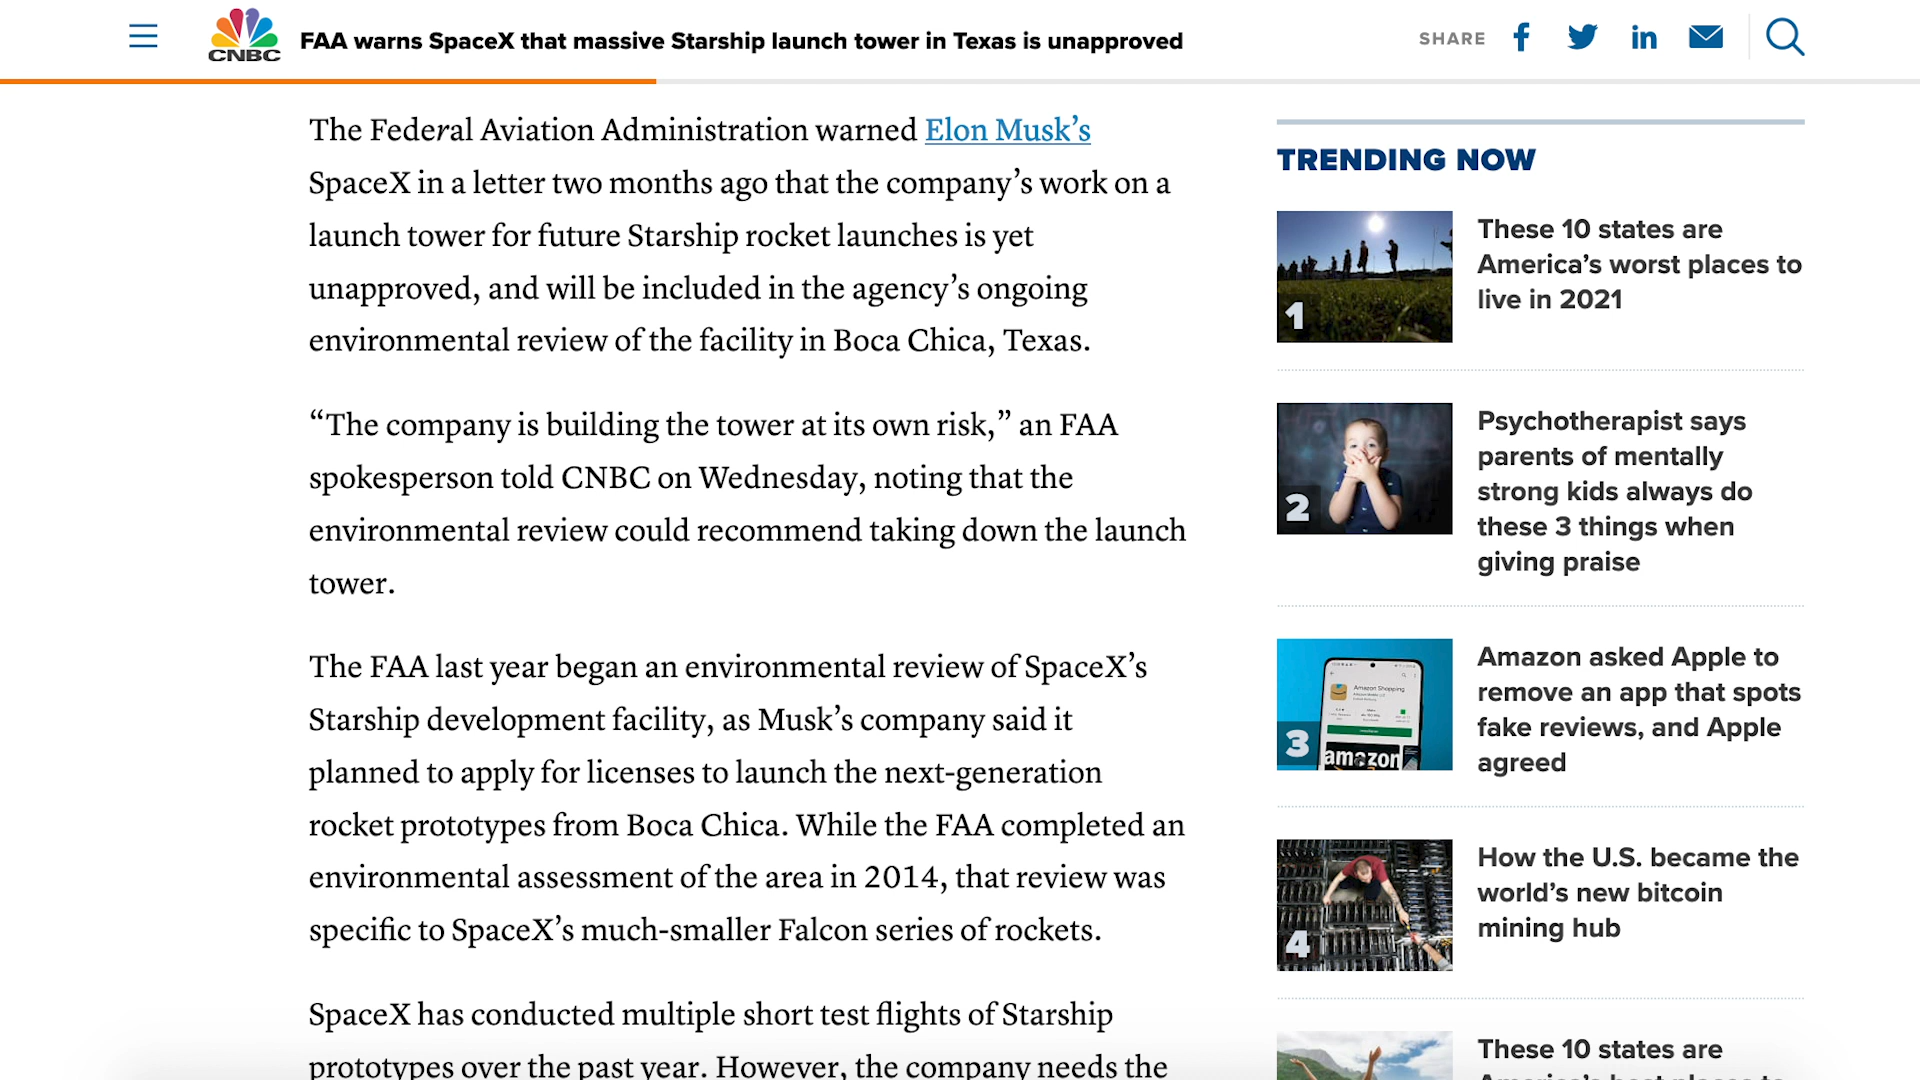 CNBC
FAA warns SpaceX that massive Starship launch tower in Texas is unapproved
SHARE
The Federal Aviation Administration warned Elon Musk’s
SpaceX in a letter two months ago that the company’s work on a
launch tower for future Starship rocket launches is yet
unapproved, and will be included in the agency’s ongoing
environmental review of the facility in Boca Chica, Texas.
“The company is building the tower at its own risk,” an FAA
spokesperson told CNBC on Wednesday, noting that the
environmental review could recommend taking down the launch
tower.
The FAA last year began an environmental review of SpaceX’s
Starship development facility, as Musk’s company said it
planned to apply for licenses to launch the next-generation
rocket prototypes from Boca Chica. While the FAA completed an
environmental assessment of the area in 2014, that review was
specific to SpaceX’s much-smaller Falcon series of rockets.
SpaceX has conducted multiple short test flights of Starship
prototypes over the past year. However, the company needs the
TRENDING NOW
1
These 10 states are
America’s worst places to
live in 2021
2
Psychotherapist says
parents of mentally
strong kids always do
these 3 things when
giving praise
Amazon Shopping
3
amazon
Amazon asked Apple to
remove an app that spots
fake reviews, and Apple
agreed
4
How the U.S. became the
world’s new bitcoin
mining hub
These 10 states are
America’s best places to